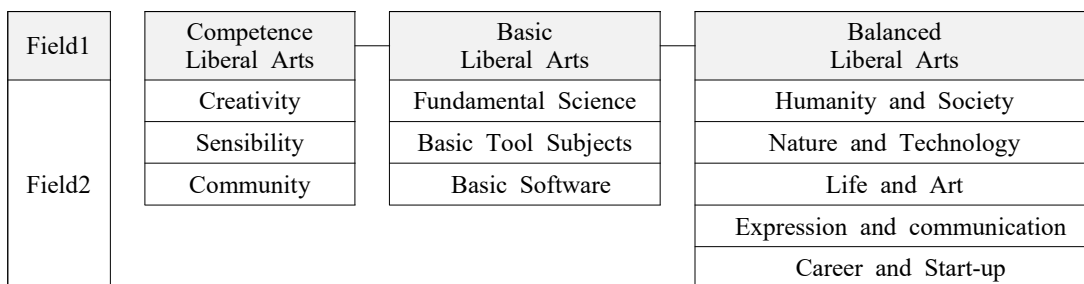 Field1
Competence
Liberal Arts
Basic
Liberal Arts
Balanced
Liberal Arts
Field2
Creativity
Sensibility
Community
Fundamental Science
Basic Tool Subjects
Basic Software
Humanity and Society
Nature and Technology
Life and Art
Expression and communication
Career and Start-up